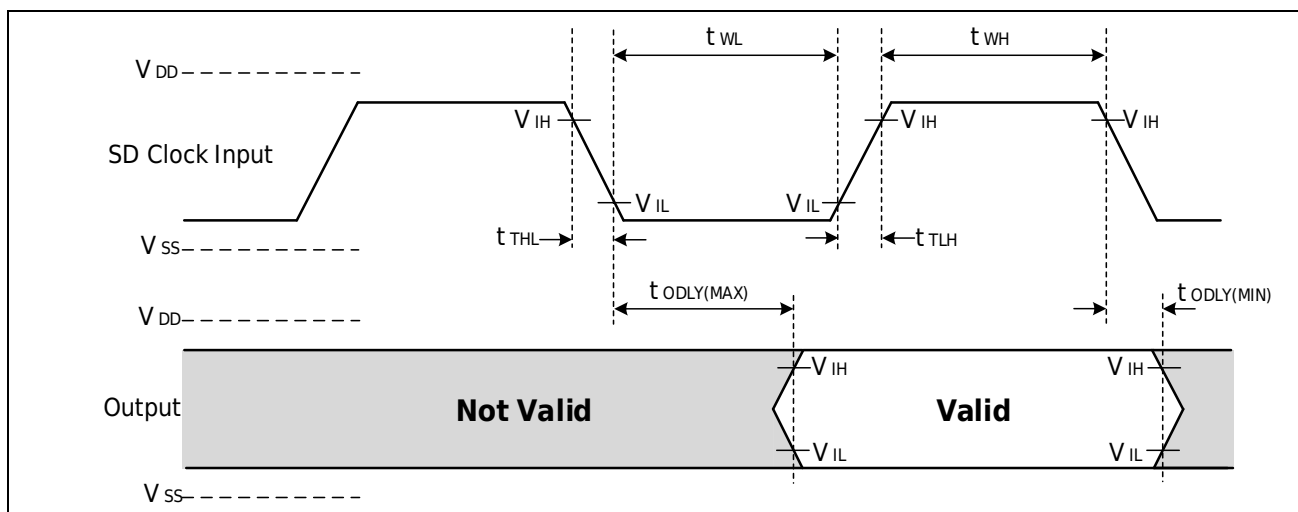 t WL
t WH
V DD
V IH
V IH
V IH
SD Clock Input
V IL
V IL
V SS
t THL
t TLH
t ODLY(MAX)
t ODLY(MIN)
V DD
V IH
V IH
Output
Not Valid
Valid
V IL
V IL
V SS